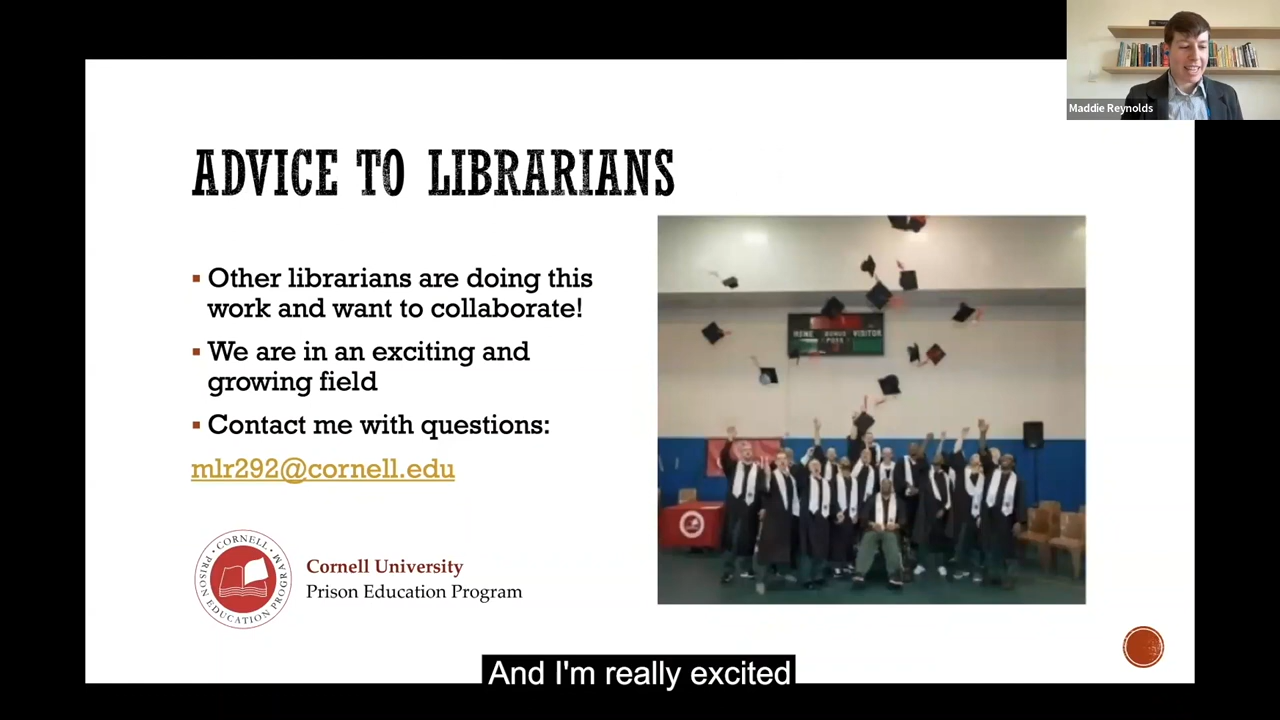 Maddie Reynolds
ADVICE TO LIBRARIANS
Other librarians are doing this
work and want to collaborate!
We are in an exciting and
growing field
Contact me with questions:
mlr292@cornell.edu
HOME BONUS VISITOR
POSS
CORNELL
PRISON EDUCATION PROGRAM
Cornell University
Prison Education Program
And I'm really excited